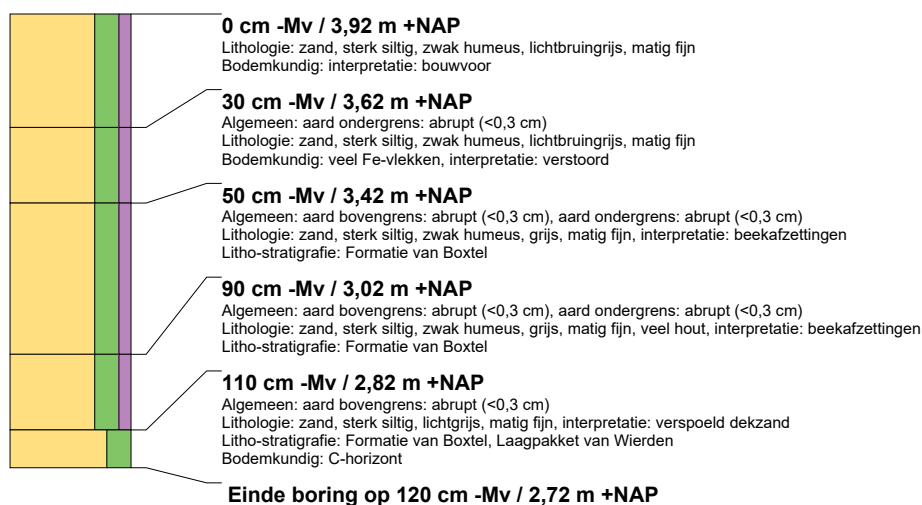 0 cm -Mv / 3,92 m +NAP
Lithologie: zand, sterk siltig, zwak humeus, lichtbruingrijs, matig fijn
Bodemkundig: interpretatie: bouwvoor
30 cm -Mv / 3,62 m +NAP
Algemeen: aard ondergrens: abrupt (<0,3 cm)
Lithologie: zand, sterk siltig, zwak humeus, lichtbruingrijs, matig fijn
Bodemkundig: veel Fe-vlekken, interpretatie: verstoord
50 cm -Mv / 3,42 m +NAP
Algemeen: aard bovengrens: abrupt (<0,3 cm), aard ondergrens: abrupt (<0,3 cm)
Lithologie: zand, sterk siltig, zwak humeus, grijs, matig fijn, interpretatie: beekafzettingen
Litho-stratigrafie: Formatie van Boxtel
90 cm -Mv / 3,02 m +NAP
Algemeen: aard bovengrens: abrupt (<0,3 cm), aard ondergrens: abrupt (<0,3 cm)
Lithologie: zand, sterk siltig, zwak humeus, grijs, matig fijn, veel hout, interpretatie: beekafzettingen
Litho-stratigrafie: Formatie van Boxtel
110 cm -Mv / 2,82 m +NAP
Algemeen: aard bovengrens: abrupt (<0,3 cm)
Lithologie: zand, sterk siltig, lichtgrijs, matig fijn, interpretatie: verspoeld dekzand
Litho-stratigrafie: Formatie van Boxtel, Laagpakket van Wierden
Bodemkundig: C-horizont
Einde boring op 120 cm -Mv / 2,72 m +NAP